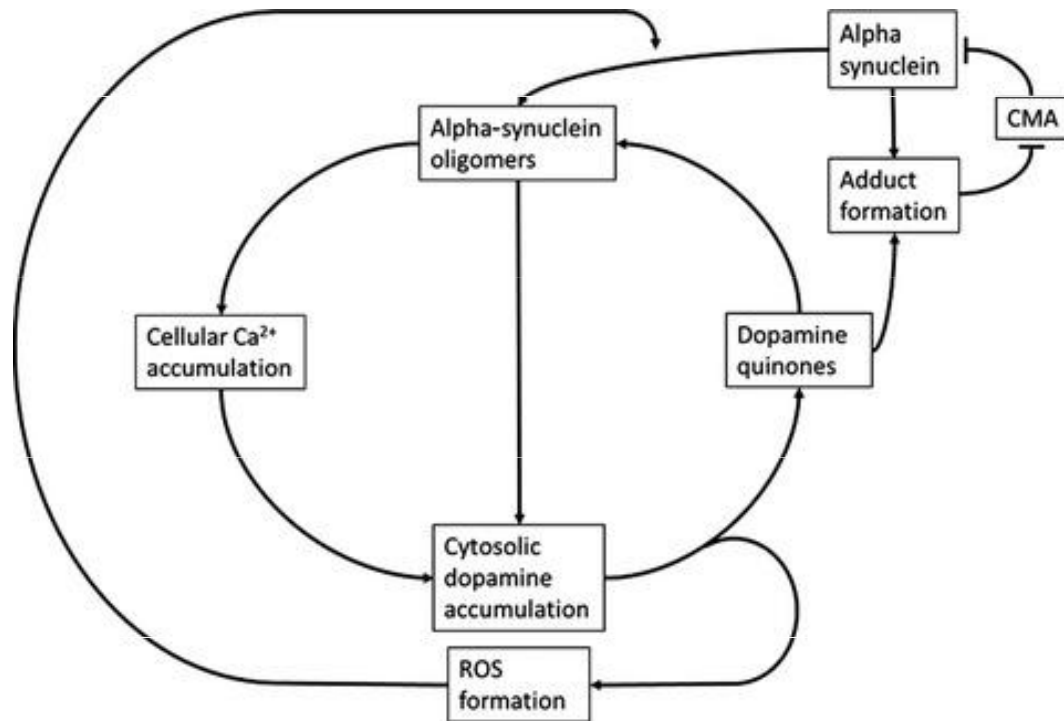 Alpha
synuclein
CMA
Alpha-synuclein
oligomers
Adduct
formation
Cellular Ca²⁺
accumulation
Dopamine
quinones
Cytosolic
dopamine
accumulation
ROS
formation